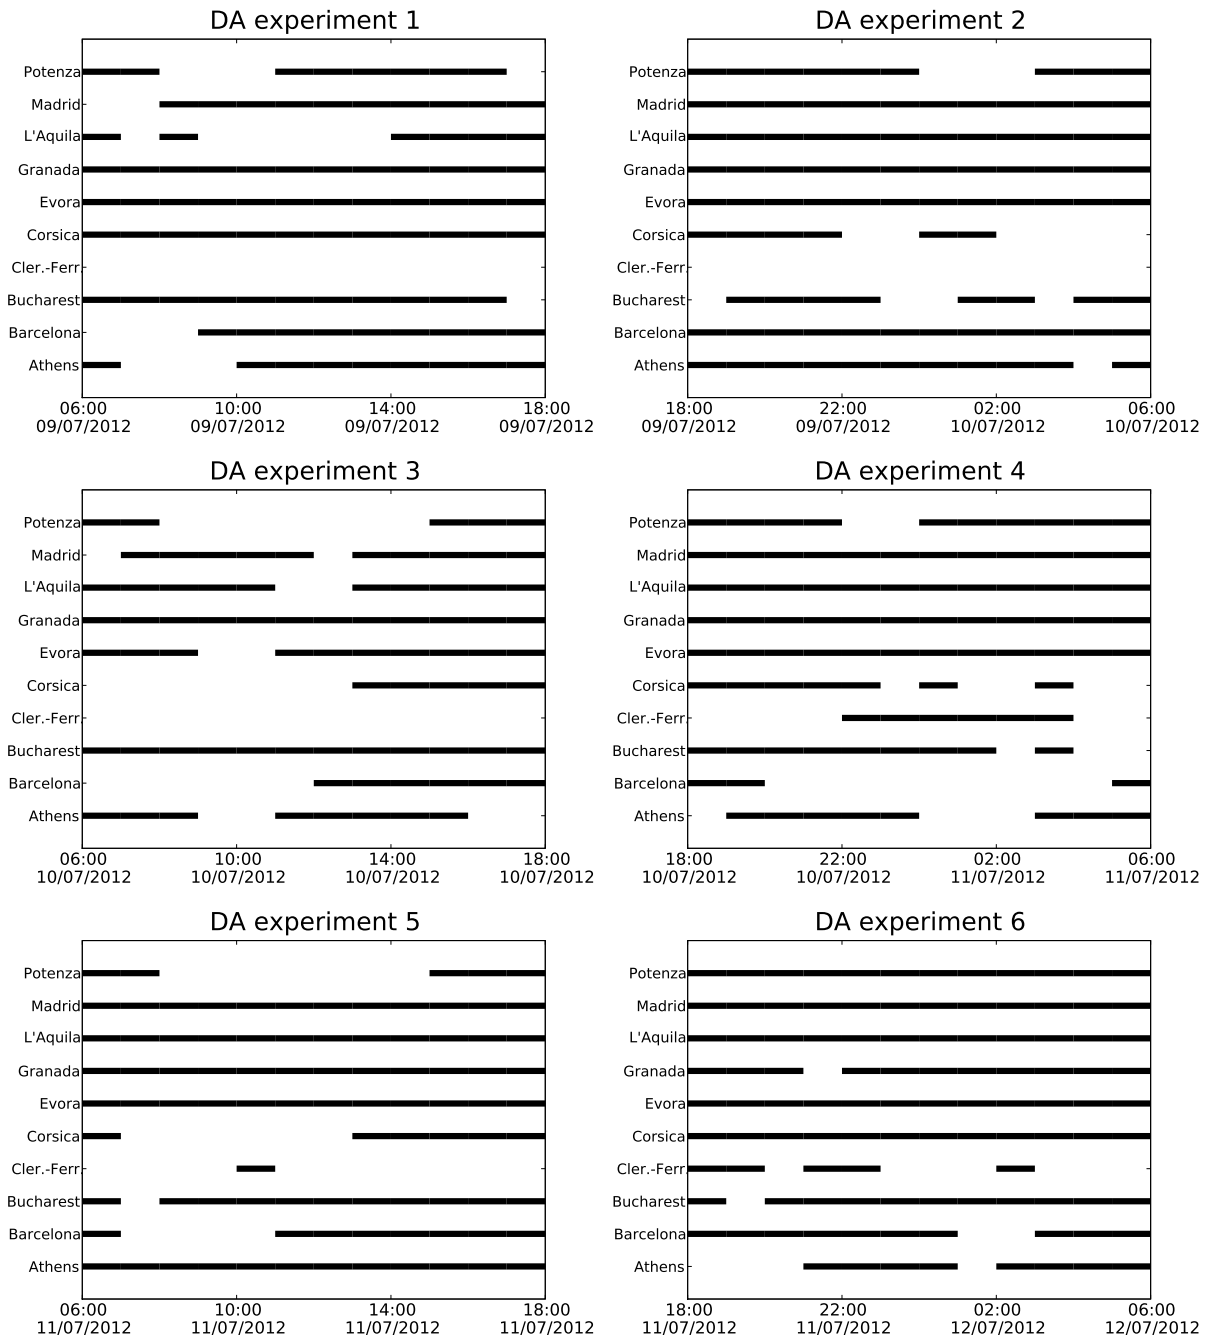 DA experiment 1
Potenza
Madrid
L'Aquila
Granada
Evora
Corsica
Cler.-Ferr.
Bucharest
Barcelona
Athens
06:00 10:00 14:00 18:00
09/07/2012 09/07/2012 09/07/2012 09/07/2012
DA experiment 2
Potenza
Madrid
L'Aquila
Granada
Evora
Corsica
Cler.-Ferr.
Bucharest
Barcelona
Athens
18:00 22:00 02:00 06:00
09/07/2012 09/07/2012 10/07/2012 10/07/2012
DA experiment 3
Potenza
Madrid
L'Aquila
Granada
Evora
Corsica
Cler.-Ferr.
Bucharest
Barcelona
Athens
06:00 10:00 14:00 18:00
10/07/2012 10/07/2012 10/07/2012 10/07/2012
DA experiment 4
Potenza
Madrid
L'Aquila
Granada
Evora
Corsica
Cler.-Ferr.
Bucharest
Barcelona
Athens
18:00 22:00 02:00 06:00
10/07/2012 10/07/2012 11/07/2012 11/07/2012
DA experiment 5
Potenza
Madrid
L'Aquila
Granada
Evora
Corsica
Cler.-Ferr.
Bucharest
Barcelona
Athens
06:00 10:00 14:00 18:00
11/07/2012 11/07/2012 11/07/2012 11/07/2012
DA experiment 6
Potenza
Madrid
L'Aquila
Granada
Evora
Corsica
Cler.-Ferr.
Bucharest
Barcelona
Athens
18:00 22:00 02:00 06:00
11/07/2012 11/07/2012 12/07/2012 12/07/2012